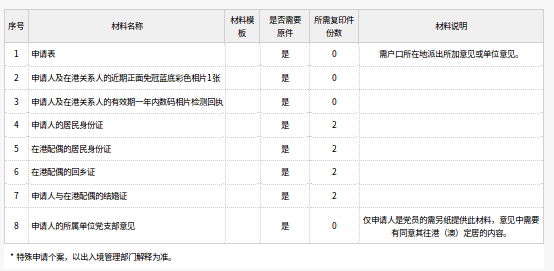 序号 材料名称 材料模板 是否需要原件 所需复印件份数 材料说明
1 申请表 是 0 需户口所在地派出所加意见或单位意见。
2 申请人及在港关系人的近期正面免冠蓝底彩色相片1张 是 0
3 申请人及在港关系人的有效期一年内数码相片检测回执 是 0
4 申请人的居民身份证 是 2
5 在港配偶的居民身份证 是 2
6 在港配偶的回乡证 是 2
7 申请人与在港配偶的结婚证 是 2
8 申请人的所属单位党支部意见 是 0 仅申请人是党员的需另纸提供此材料，意见中需要有同意其往港（澳）定居的内容。
* 特殊申请个案，以出入境管理部门解释为准。